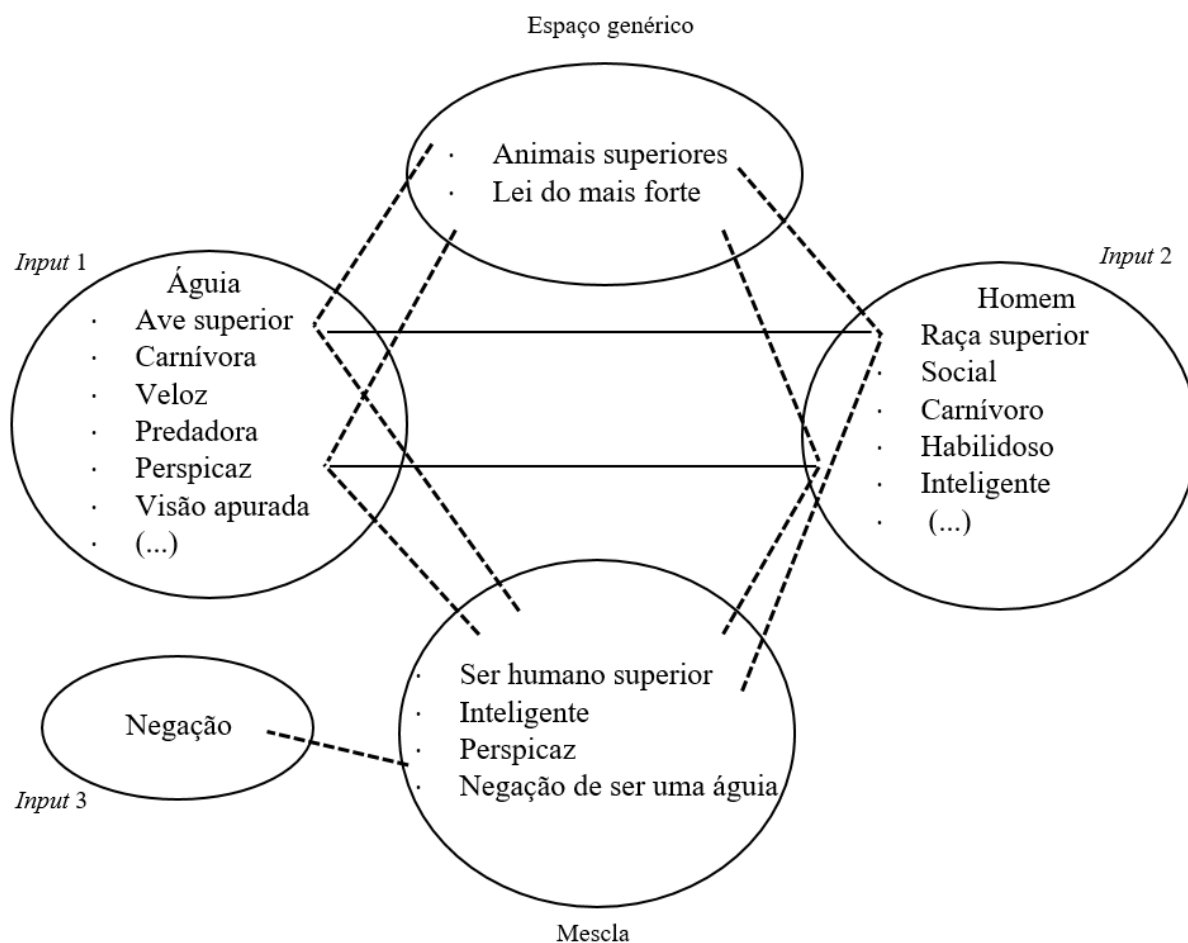 Espaço genérico
· Animais superiores
· Lei do mais forte
Input 1
Águia
· Ave superior
· Carnívora
· Veloz
· Predadora
· Perspicaz
· Visão apurada
· (...)
Input 2
Homem
· Raça superior
· Social
· Carnívoro
· Habilidoso
· Inteligente
· (...)
Negação
Input 3
· Ser humano superior
· Inteligente
· Perspicaz
· Negação de ser uma águia
Mescla